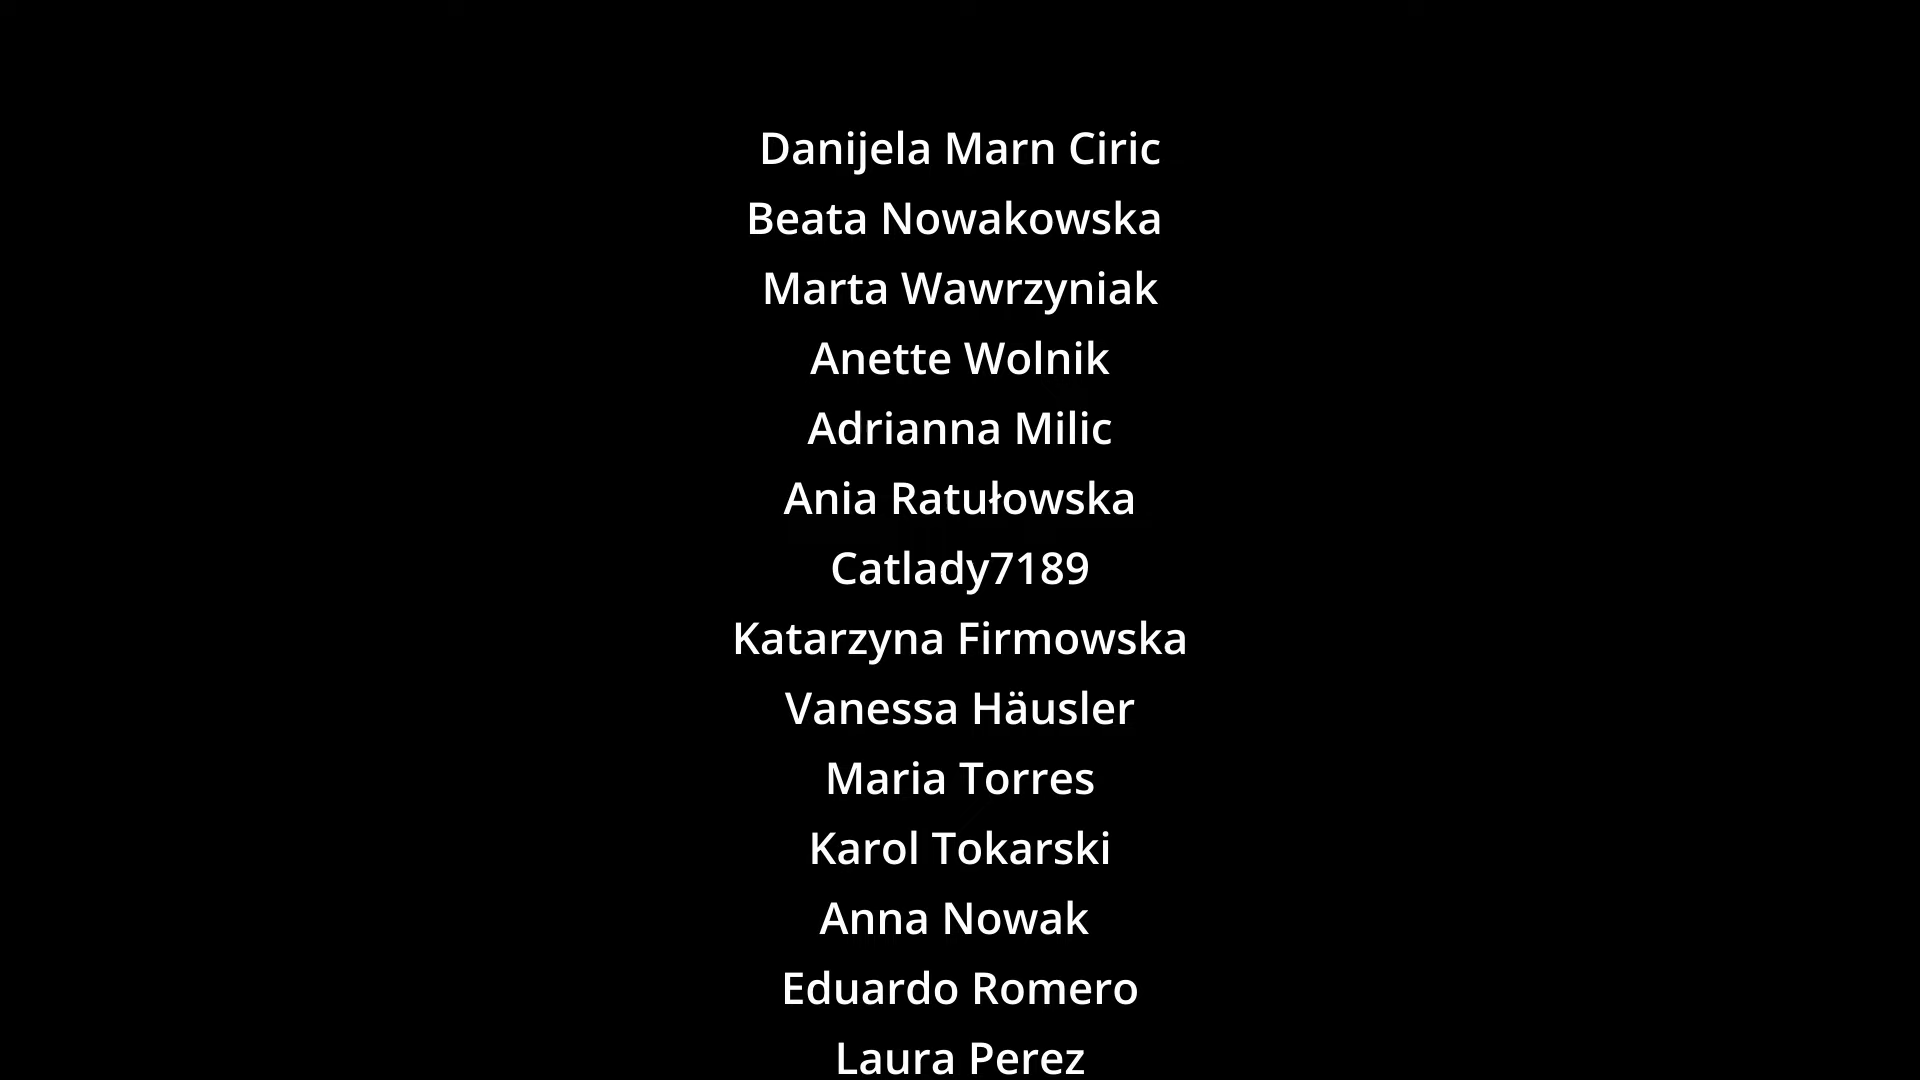 Danijela Marn Ciric
Beata Nowakowska
Marta Wawrzyniak
Anette Wolnik
Adrianna Milic
Ania Ratułowska
Catlady7189
Katarzyna Firmowska
Vanessa Häusler
Maria Torres
Karol Tokarski
Anna Nowak
Eduardo Romero
Laura Perez